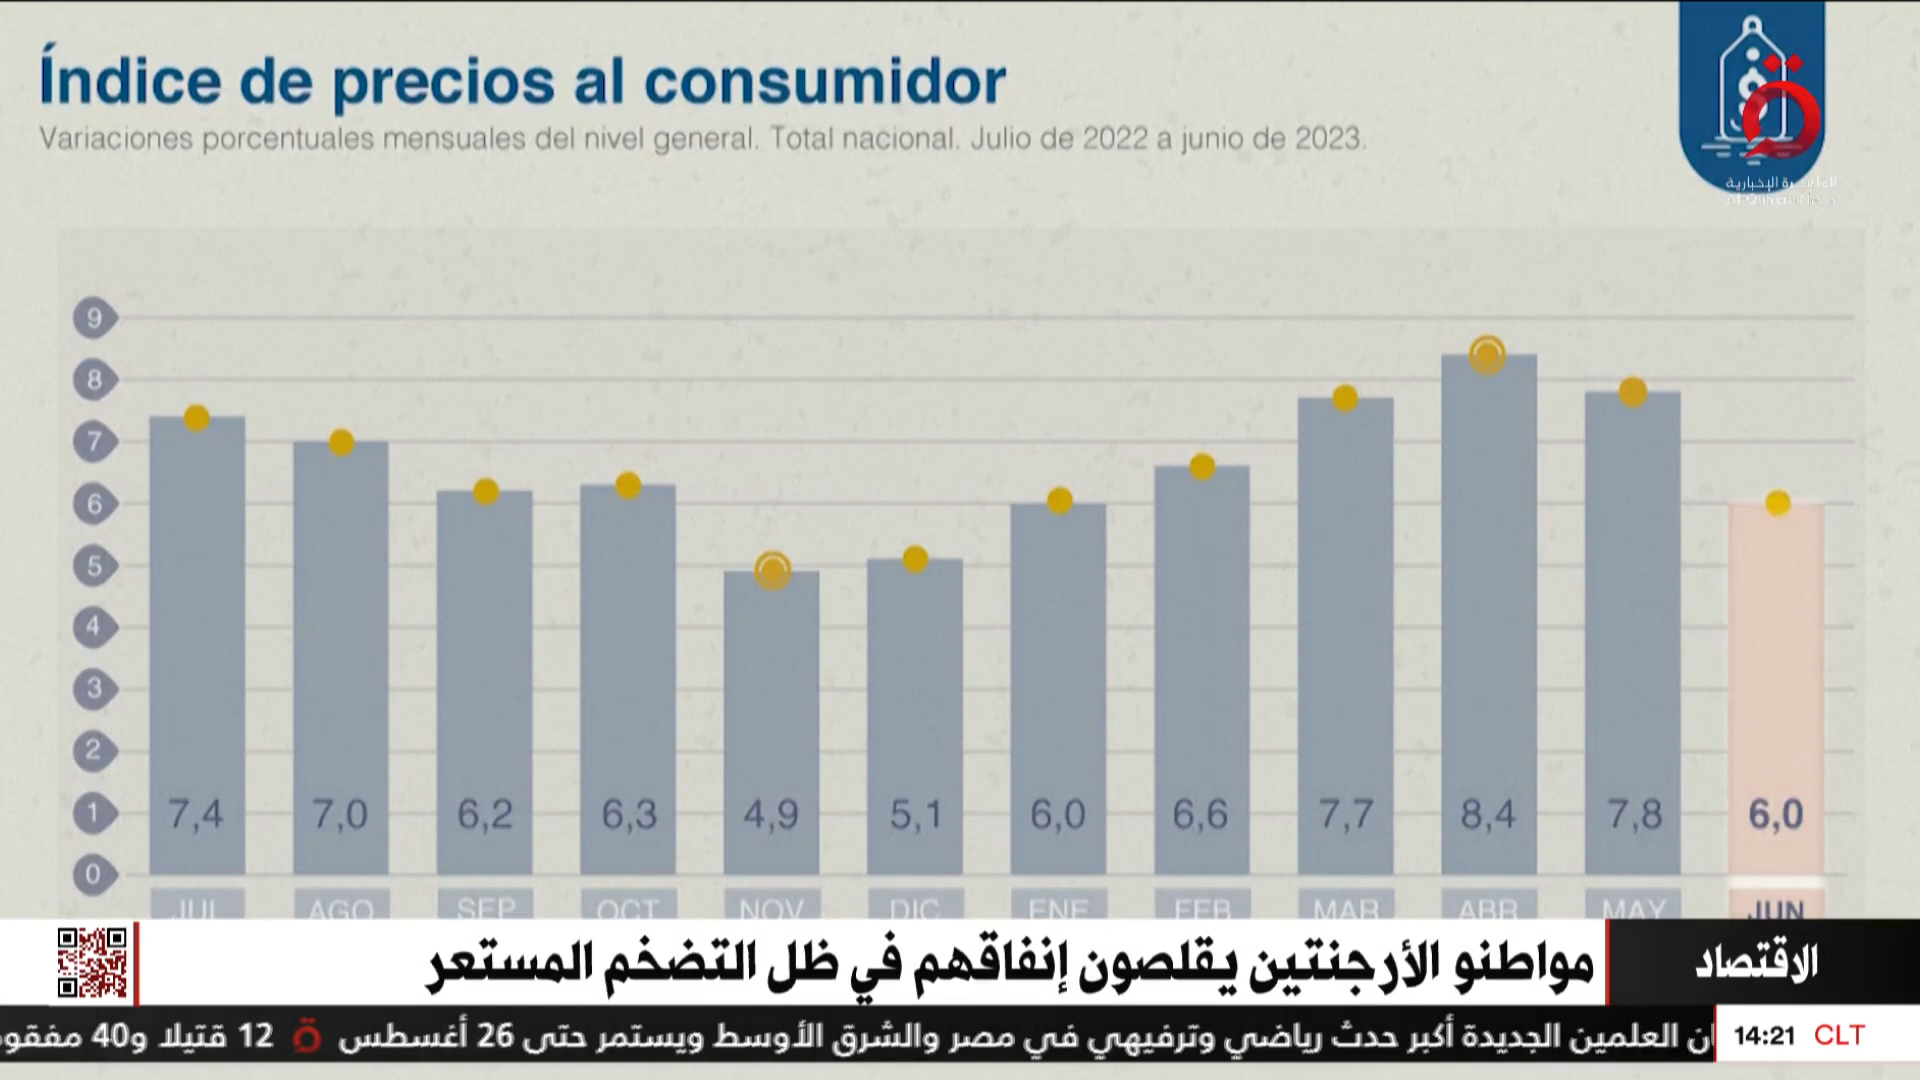 Índice de precios al consumidor
Variaciones porcentuales mensuales del nivel general. Total nacional. Julio de 2022 a junio de 2023.
القاهرة الإخبارية
9
8
7
6
5
4
3
2
1
0
7,4 7,0 6,2 6,3 4,9 5,1 6,0 6,6 7,7 8,4 7,8 6,0
JUL AGO SEP OCT NOV DIC ENE FEB MAR ABR MAY JUN
الاقتصاد
مواطنو الأرجنتين يقلصون إنفاقهم في ظل التضخم المستعر
العلمين الجديدة أكبر حدث رياضي وترفيهي في مصر والشرق الأوسط ويستمر حتى 26 أغسطس 12 قتيلا و40
14:21 CLT